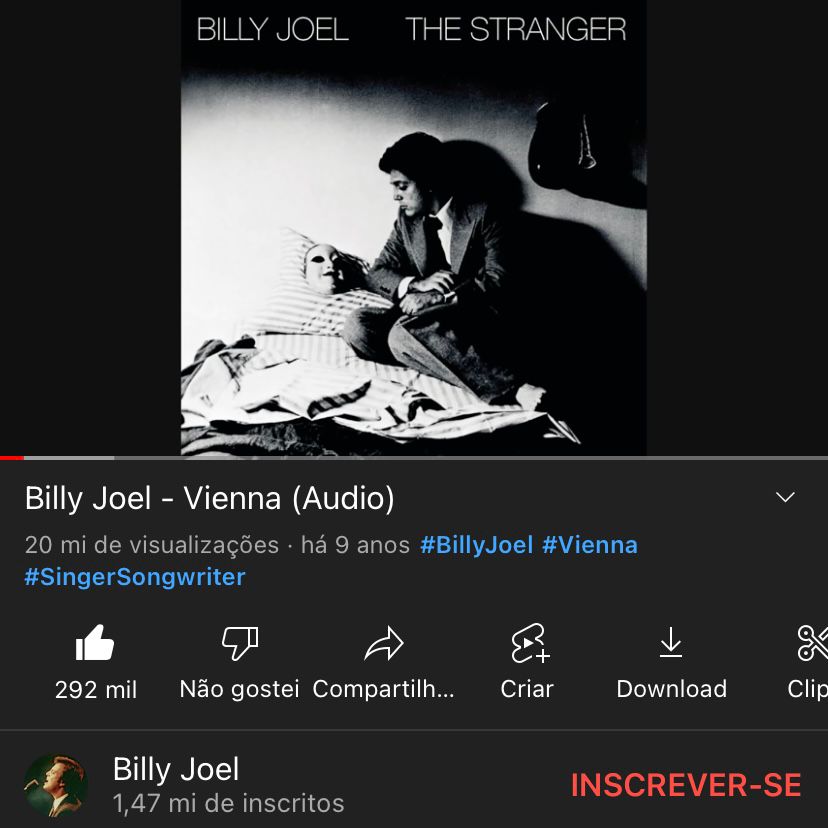 BILLY JOEL THE STRANGER
Billy Joel - Vienna (Audio)
20 mi de visualizações · há 9 anos #BillyJoel #Vienna
#SingerSongwriter
292 mil Não gostei Compartilh... Criar Download Clip
Billy Joel
1,47 mi de inscritos
INSCREVER-SE